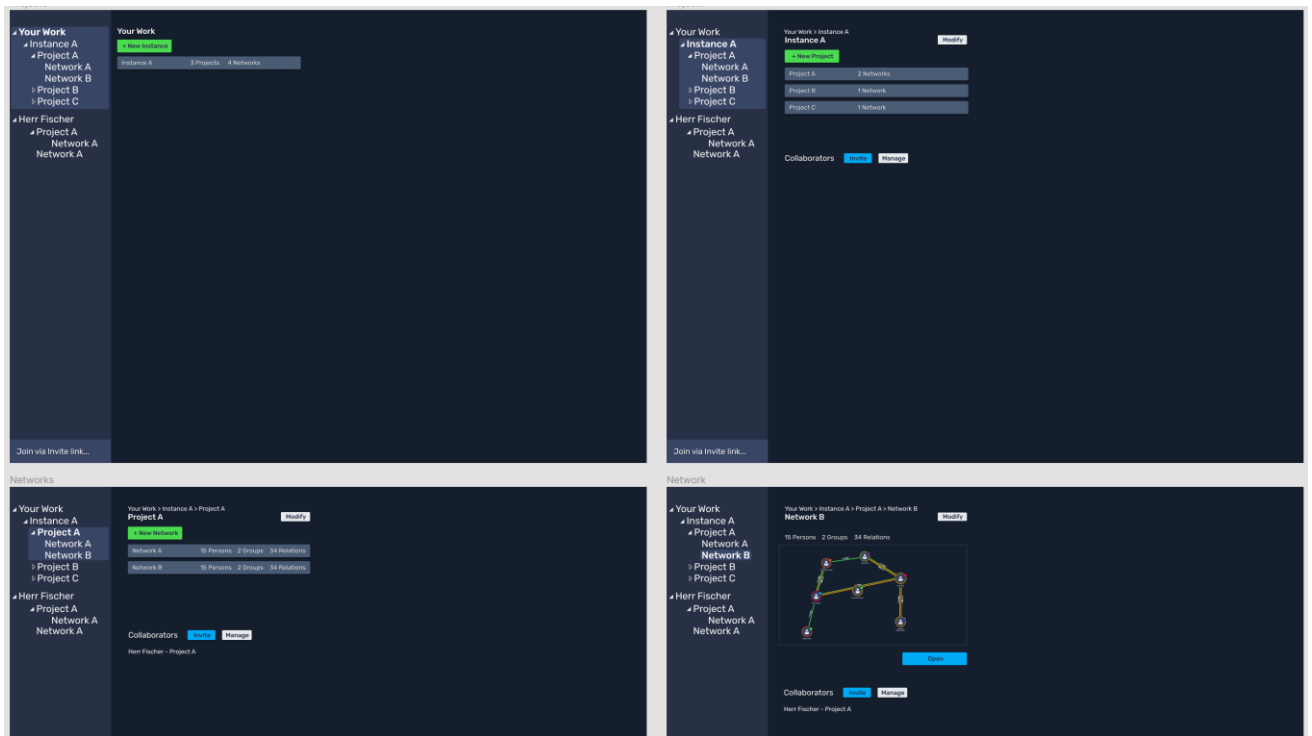 Your Work
Instance A
Project A
Network A
Network B
Project B
Project C
Herr Fischer
Project A
Network A
Network A
Join via Invite link...
Your Work
+ New Instance
Instance A 3 Projects 4 Networks
Your Work
Instance A
Project A
Network A
Network B
Project B
Project C
Herr Fischer
Project A
Network A
Network A
Join via Invite link...
Your Work > Instance A
Instance A
Modify
+ New Project
Project A 2 Networks
Project B 1 Network
Project C 1 Network
Collaborators Invite Manage
Networks
Your Work
Instance A
Project A
Network A
Network B
Project B
Project C
Herr Fischer
Project A
Network A
Network A
Your Work > Instance A > Project A
Project A
Modify
+ New Network
Network A 15 Persons 2 Groups 34 Relations
Network B 15 Persons 2 Groups 34 Relations
Collaborators Invite Manage
Herr Fischer - Project A
Network
Your Work
Instance A
Project A
Network A
Network B
Project B
Project C
Herr Fischer
Project A
Network A
Network A
Your Work > Instance A > Project A > Network B
Network B
Modify
15 Persons 2 Groups 34 Relations
Open
Collaborators Invite Manage
Herr Fischer - Project A